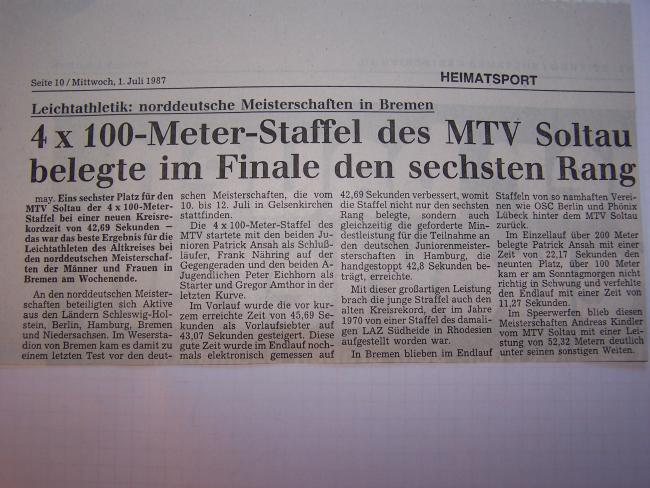 Seite 10 / Mittwoch, 1. Juli 1987
HEIMATSPORT
Leichtathletik: norddeutsche Meisterschaften in Bremen
4 x 100-Meter-Staffel des MTV Soltau
belegte im Finale den sechsten Rang
may. Eins sechster Platz für den
MTV Soltau der 4 x 100-Meter-
Staffel bei einer neuen Kreisre-
kordzeit von 42,69 Sekunden –
das war das beste Ergebnis für die
Leichtathleten des Altkreises bei
den norddeutschen Meisterschaf-
ten der Männer und Frauen in
Bremen am Wochenende.
An den norddeutschen Meister-
schaften beteiligten sich Aktive
aus den Ländern Schleswig-Hol-
stein, Berlin, Hamburg, Bremen
und Niedersachsen. Im Weserstadi-
on von Bremen kam es damit zu
einem letzten Test vor den deut-
schen Meisterschaften, die vom
10. bis 12. Juli in Gelsenkirchen
stattfinden.
Die 4 x 100-Meter-Staffel des
MTV startete mit den beiden Ju-
nioren Patrick Ansah als Schluß-
läufer, Frank Nähring auf der
Gegengeraden und den beiden A-
Jugendlichen Peter Eichhorn als
Starter und Gregor Amthor in der
letzten Kurve.
Im Vorlauf wurde die vor kur-
zem erreichte Zeit von 45,69 Se-
kunden als Vorlaufsiebter auf
43,07 Sekunden gesteigert. Diese
gute Zeit wurde im Endlauf noch-
mals elektronisch gemessen auf
42,69 Sekunden verbessert, womit
die Staffel nicht nur den sechsten
Rang belegte, sondern auch
gleichzeitig die geforderte Min-
destleistung für die Teilnahme an
den deutschen Juniorenmeister-
schaften in Hamburg, die
handgestoppt 42,8 Sekunden be-
trägt, erreichte.
Mit dieser großartigen Leistung
brach die junge Straffel auch den
alten Kreisrekord, der im Jahre
1970 von einer Staffel des damali-
gen LAZ Südheide in Rhodesien
aufgestellt worden war.
In Bremen blieben im Endlauf
Staffeln von so namhaften Verei-
nen wie OSC Berlin und Phönix
Lübeck hinter dem MTV Soltau
zurück.
Im Einzellauf über 200 Meter
belegte Patrick Ansah mit einer
Zeit von 22,17 Sekunden den
neunten Platz, über 100 Meter
kam er am Sonntagmorgen nicht
richtig in Schwung und verfehlte
den Endlauf mit einer Zeit von
11,27 Sekunden.
Im Speerwerfen blieb diesen
Meisterschaften Andreas Kindler
vom MTV Soltau mit einer Lei-
stung von 52,32 Metern deutlich
unter seinen sonstigen Weiten.